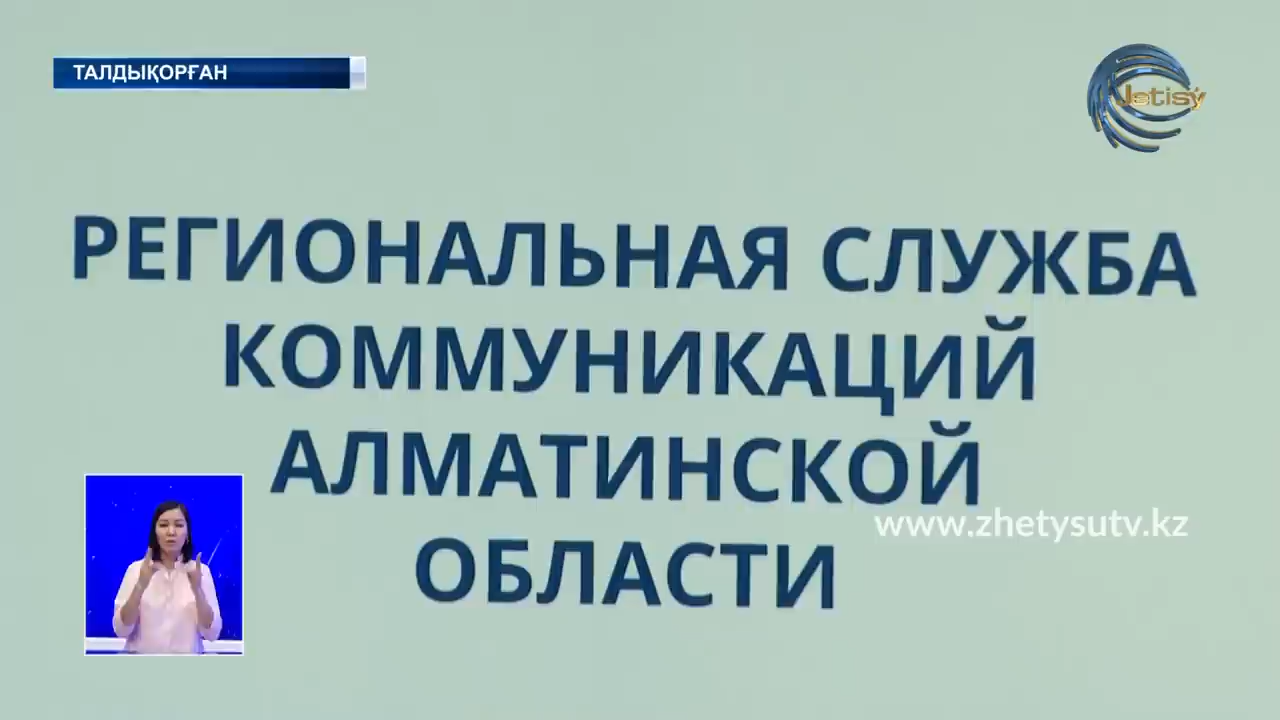 ТАЛДЫҚОРҒАН
Jetisý
РЕГИОНАЛЬНАЯ СЛУЖБА
КОММУНИКАЦИЙ
АЛМАТИНСКОЙ
ОБЛАСТИ
www.zhetysutv.kz